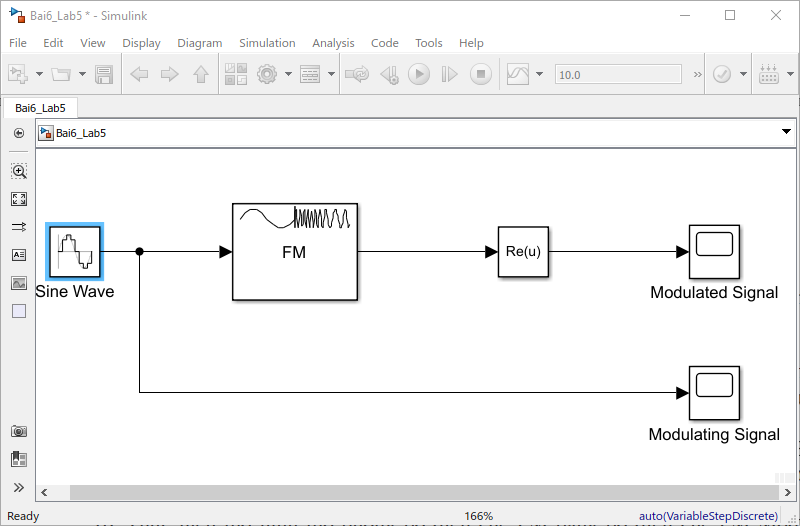 Bai6_Lab5 * - Simulink
File Edit View Display Diagram Simulation Analysis Code Tools Help
10.0
»
Bai6_Lab5
Bai6_Lab5
FM
Re(u)
Sine Wave
Modulated Signal
Modulating Signal
Ready 166% auto(VariableStepDiscrete)